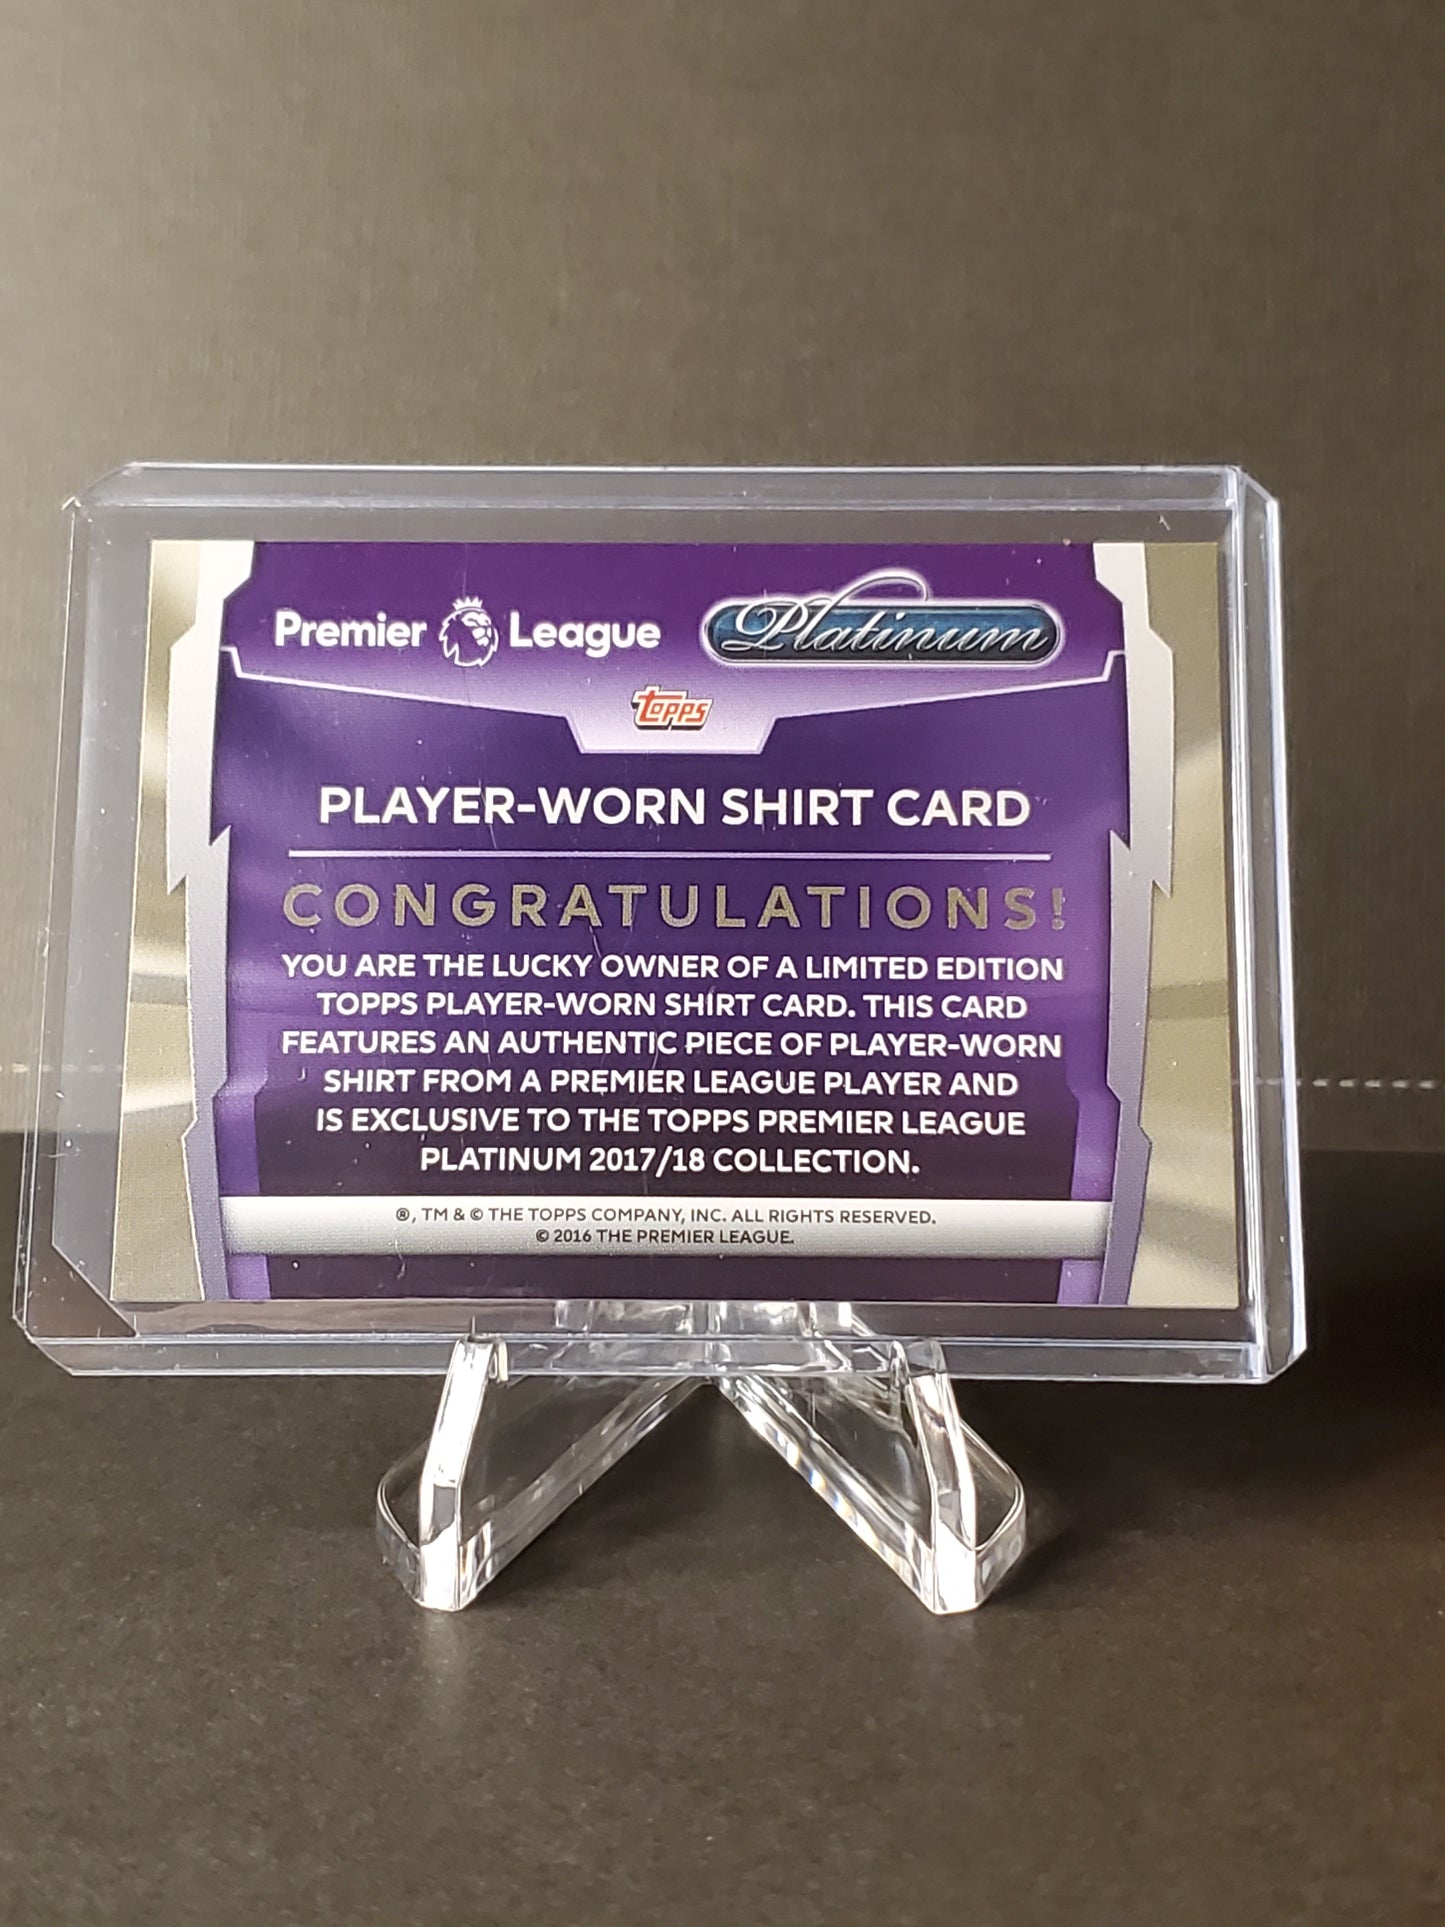 Premier League Platinum
topps
PLAYER-WORN SHIRT CARD
CONGRATULATIONS!
YOU ARE THE LUCKY OWNER OF A LIMITED EDITION
TOPPS PLAYER-WORN SHIRT CARD. THIS CARD
FEATURES AN AUTHENTIC PIECE OF PLAYER-WORN
SHIRT FROM A PREMIER LEAGUE PLAYER AND
IS EXCLUSIVE TO THE TOPPS PREMIER LEAGUE
PLATINUM 2017/18 COLLECTION.
®, TM & © THE TOPPS COMPANY, INC. ALL RIGHTS RESERVED.
© 2016 THE PREMIER LEAGUE.